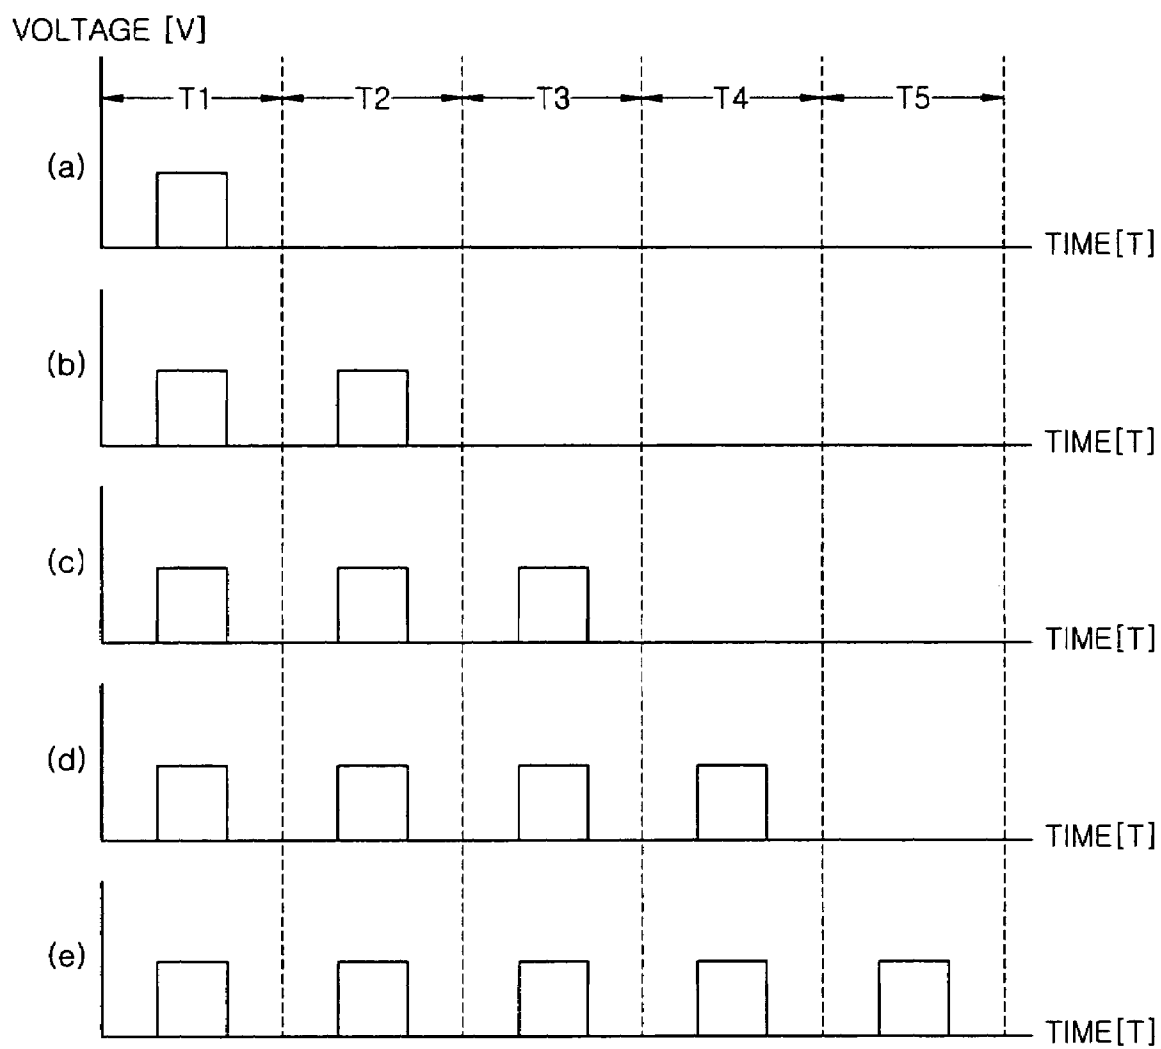 VOLTAGE [V]
T1 T2 T3 T4 T5
(a)
TIME[T]
(b)
TIME[T]
(c)
TIME[T]
(d)
TIME[T]
(e)
TIME[T]